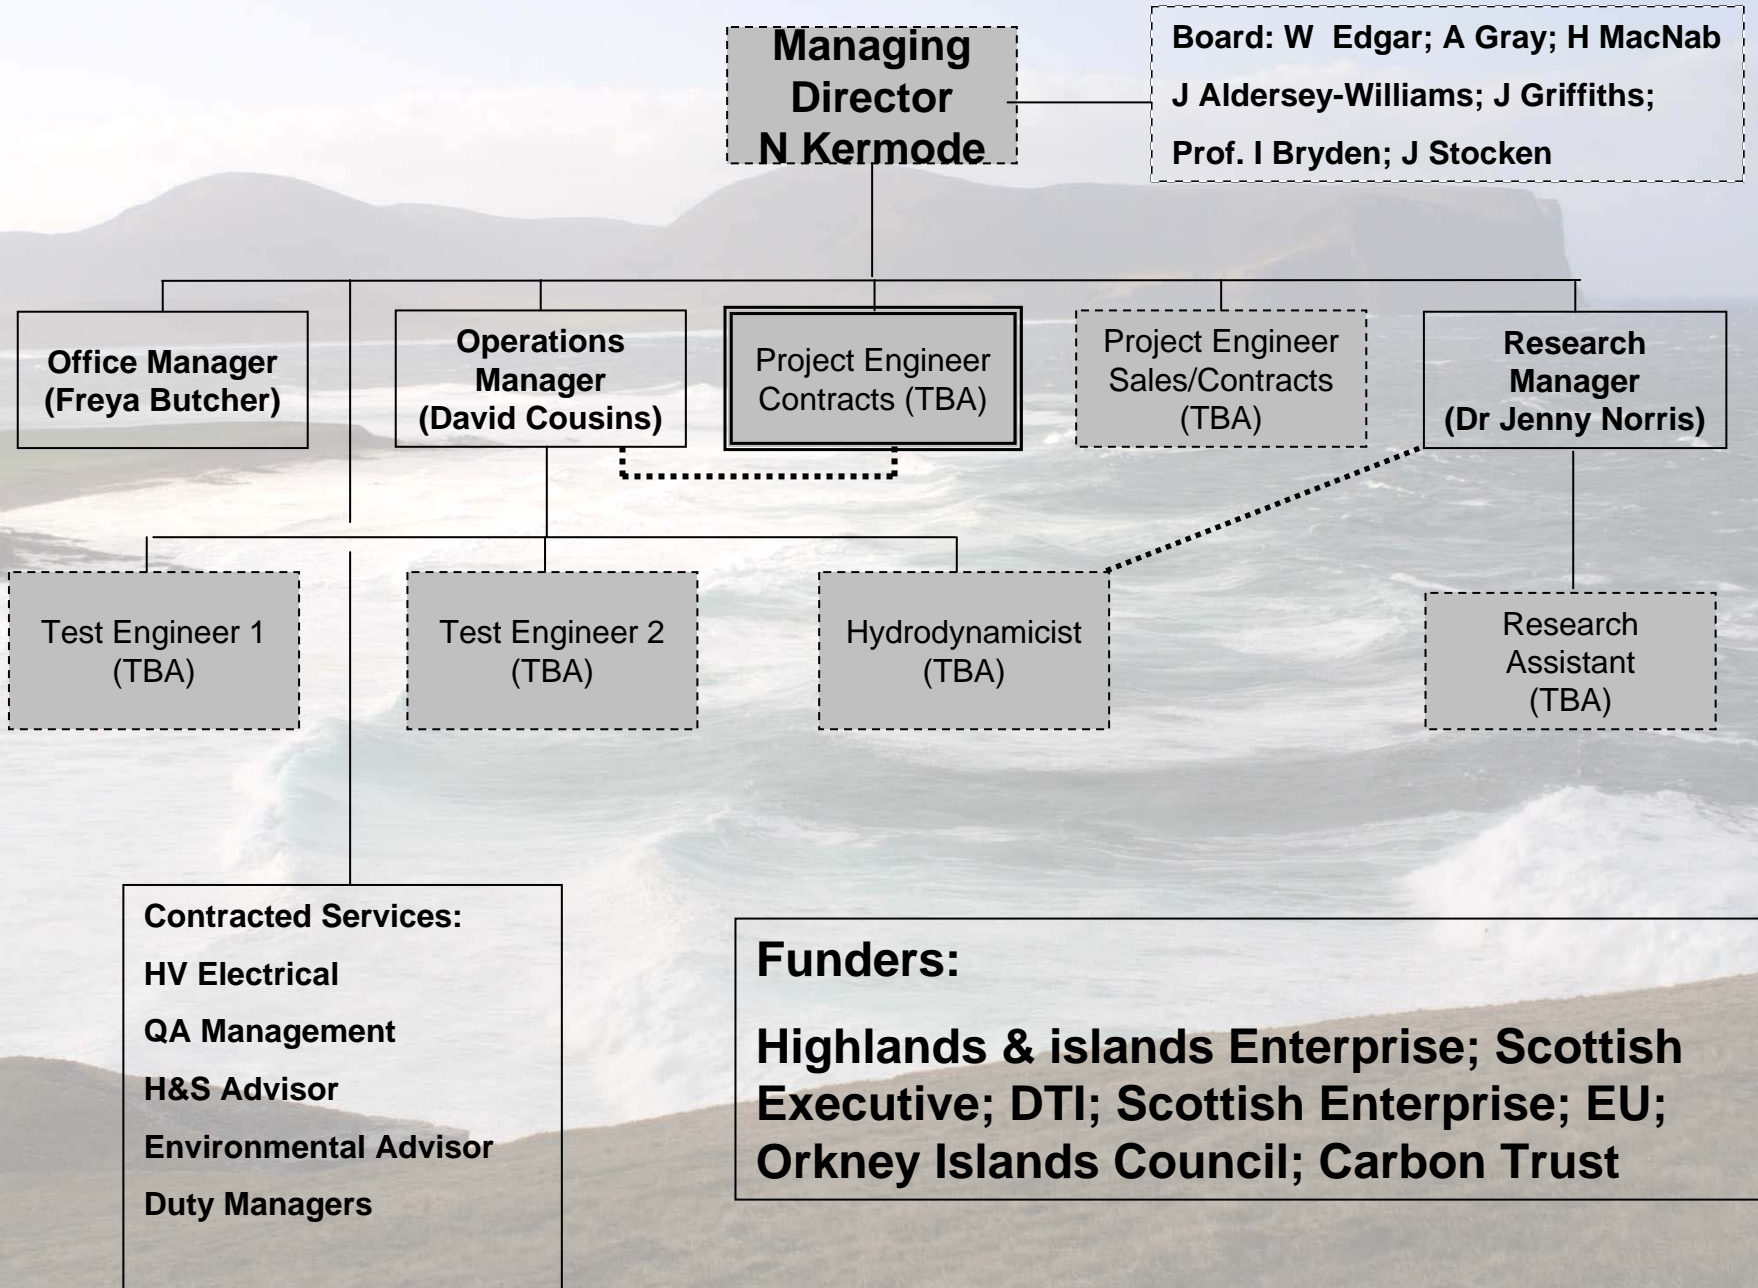 Managing
Director
N Kermode
Board: W Edgar; A Gray; H MacNab
J Aldersey-Williams; J Griffiths;
Prof. I Bryden; J Stocken
Office Manager
(Freya Butcher)
Operations
Manager
(David Cousins)
Project Engineer
Contracts (TBA)
Project Engineer
Sales/Contracts
(TBA)
Research
Manager
(Dr Jenny Norris)
Test Engineer 1
(TBA)
Test Engineer 2
(TBA)
Hydrodynamicist
(TBA)
Research
Assistant
(TBA)
Contracted Services:
HV Electrical
QA Management
H&S Advisor
Environmental Advisor
Duty Managers
Funders:
Highlands & islands Enterprise; Scottish
Executive; DTI; Scottish Enterprise; EU;
Orkney Islands Council; Carbon Trust